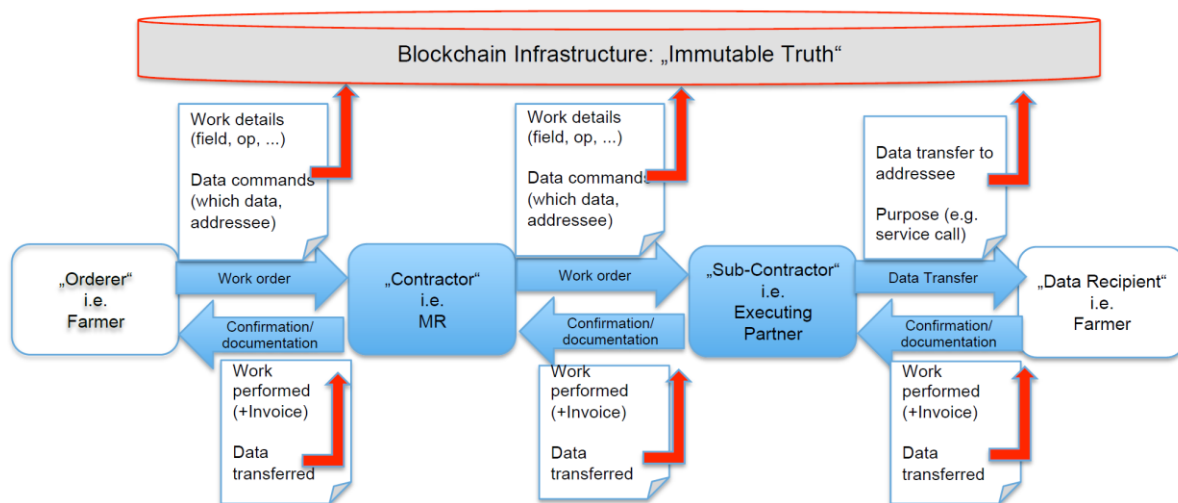 Blockchain Infrastructure: „Immutable Truth“
Work details
(field, op, ...)
Data commands
(which data,
addressee)
Work details
(field, op, ...)
Data commands
(which data,
addressee)
Data transfer to
addressee
Purpose (e.g.
service call)
„Orderer“
i.e.
Farmer
Work order
Confirmation/
documentation
„Contractor“
i.e.
MR
Work order
Confirmation/
documentation
„Sub-Contractor“
i.e.
Executing
Partner
Data Transfer
Confirmation/
documentation
„Data Recipient“
i.e.
Farmer
Work
performed
(+Invoice)
Data
transferred
Work
performed
(+Invoice)
Data
transferred
Work
performed
(+Invoice)
Data
transferred